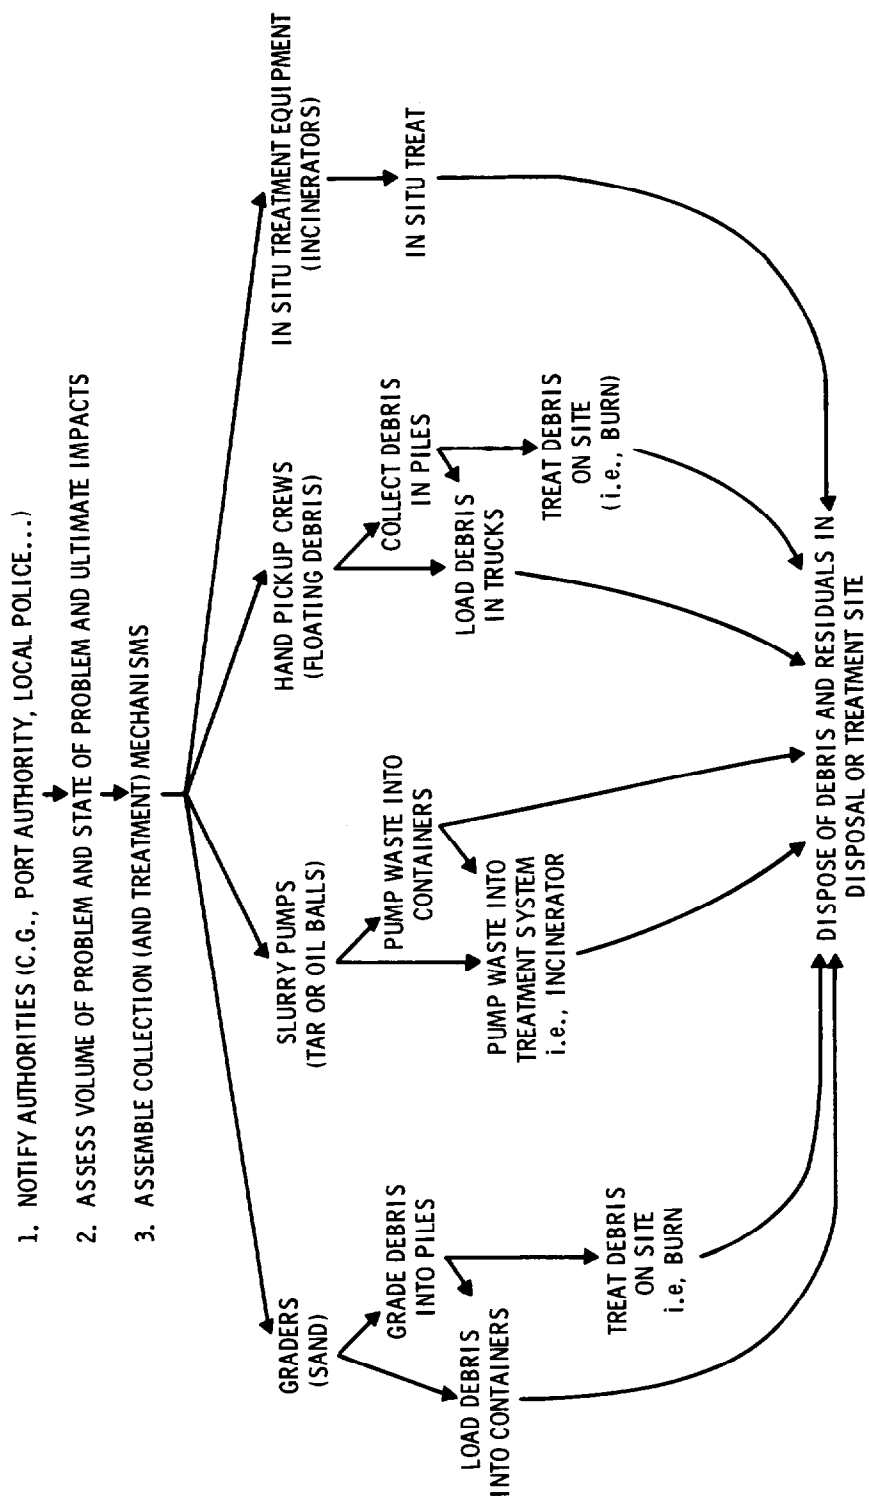 1. NOTIFY AUTHORITIES (C.G., PORT AUTHORITY, LOCAL POLICE...)
2. ASSESS VOLUME OF PROBLEM AND STATE OF PROBLEM AND ULTIMATE IMPACTS
3. ASSEMBLE COLLECTION (AND TREATMENT) MECHANISMS
GRADERS
(SAND)
SLURRY PUMPS
(TAR OR OIL BALLS)
HAND PICKUP CREWS
(FLOATING DEBRIS)
IN SITU TREATMENT EQUIPMENT
(INCINERATORS)
GRADE DEBRIS
INTO PILES
PUMP WASTE INTO
CONTAINERS
COLLECT DEBRIS
IN PILES
IN SITU TREAT
LOAD DEBRIS
INTO CONTAINERS
PUMP WASTE INTO
TREATMENT SYSTEM
i.e., INCINERATOR
LOAD DEBRIS
IN TRUCKS
TREAT DEBRIS
ON SITE
(i.e., BURN)
TREAT DEBRIS
ON SITE
i.e, BURN
DISPOSE OF DEBRIS AND RESIDUALS IN
DISPOSAL OR TREATMENT SITE